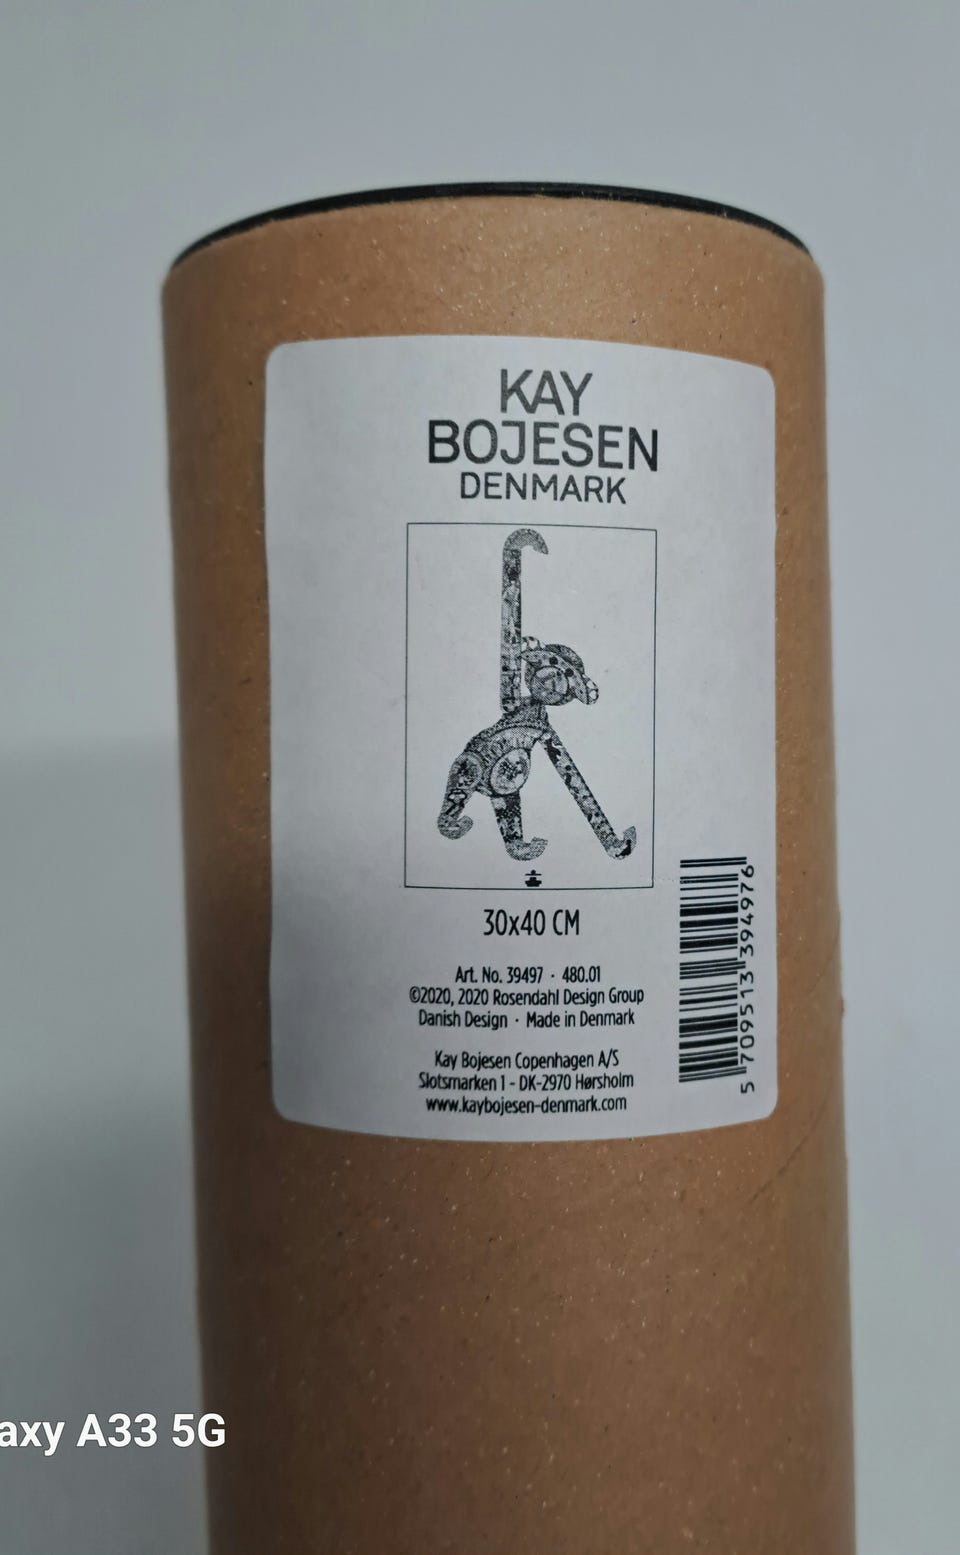 KAY
BOJESEN
DENMARK
30x40 CM
Art. No. 39497 · 480.01
©2020, 2020 Rosendahl Design Group
Danish Design · Made in Denmark
Kay Bojesen Copenhagen A/S
Slotsmarken 1 - DK-2970 Hørsholm
www.kaybojesen-denmark.com
5 709513 394976
axy A33 5G